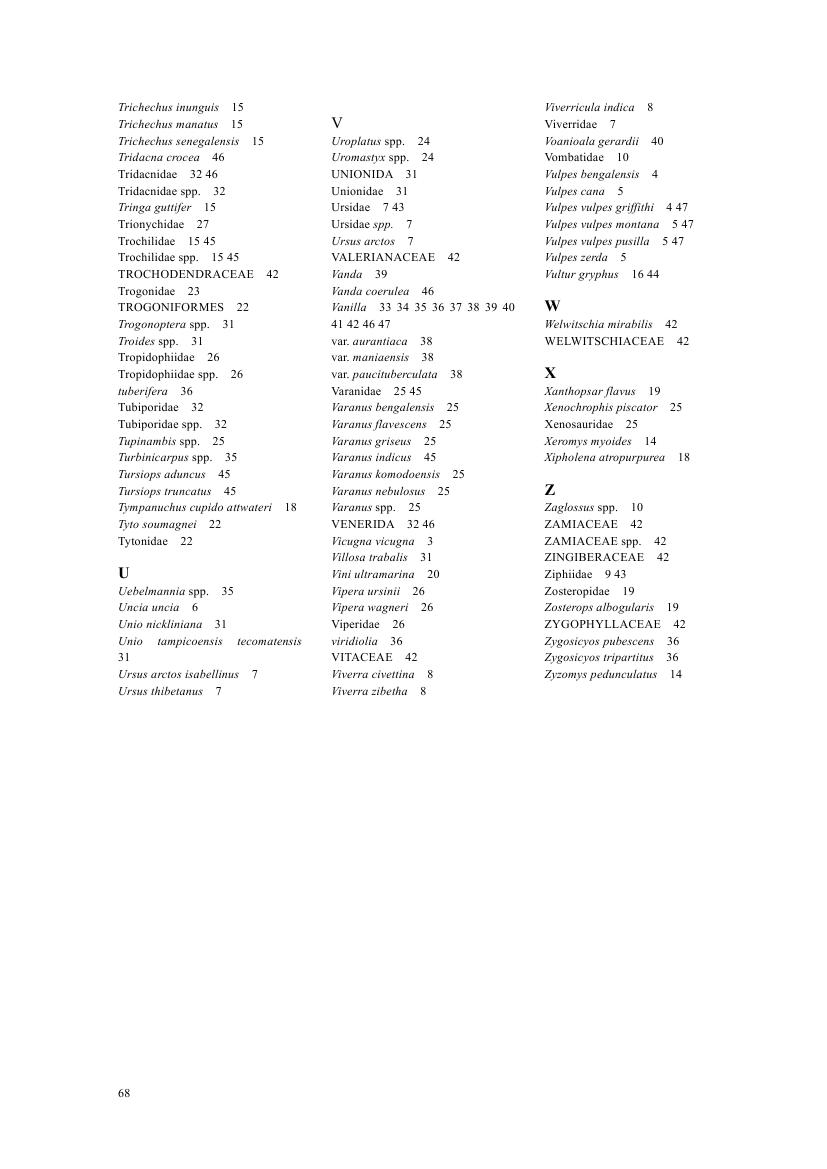 Trichechus inunguis 15
Trichechus manatus 15
Trichechus senegalensis 15
Tridacna crocea 46
Tridacnidae 32 46
Tridacnidae spp. 32
Tringa guttifer 15
Trionychidae 27
Trochilidae 15 45
Trochilidae spp. 15 45
TROCHODENDRACEAE 42
Trogonidae 23
TROGONIFORMES 22
Trogonoptera spp. 31
Troides spp. 31
Tropidophiidae 26
Tropidophiidae spp. 26
tuberifera 36
Tubiporidae 32
Tubiporidae spp. 32
Tupinambis spp. 25
Turbinicarpus spp. 35
Tursiops aduncus 45
Tursiops truncatus 45
Tympanuchus cupido attwateri 18
Tyto soumagnei 22
Tytonidae 22
U
Uebelmannia spp. 35
Uncia uncia 6
Unio nickliniana 31
Unio tampicoensis tecomatensis
31
Ursus arctos isabellinus 7
Ursus thibetanus 7
V
Uroplatus spp. 24
Uromastyx spp. 24
UNIONIDA 31
Unionidae 31
Ursidae 7 43
Ursidae spp. 7
Ursus arctos 7
VALERIANACEAE 42
Vanda 39
Vanda coerulea 46
Vanilla 33 34 35 36 37 38 39 40
41 42 46 47
var. aurantiaca 38
var. maniaensis 38
var. paucituberculata 38
Varanidae 25 45
Varanus bengalensis 25
Varanus flavescens 25
Varanus griseus 25
Varanus indicus 45
Varanus komodoensis 25
Varanus nebulosus 25
Varanus spp. 25
VENERIDA 32 46
Vicugna vicugna 3
Villosa trabalis 31
Vini ultramarina 20
Vipera ursinii 26
Vipera wagneri 26
Viperidae 26
viridiolia 36
VITACEAE 42
Viverra civettina 8
Viverra zibetha 8
Viverricula indica 8
Viverridae 7
Voanioala gerardii 40
Vombatidae 10
Vulpes bengalensis 4
Vulpes cana 5
Vulpes vulpes griffithi 4 47
Vulpes vulpes montana 5 47
Vulpes vulpes pusilla 5 47
Vulpes zerda 5
Vultur gryphus 16 44
W
Welwitschia mirabilis 42
WELWITSCHIACEAE 42
X
Xanthopsar flavus 19
Xenochrophis piscator 25
Xenosauridae 25
Xeromys myoides 14
Xipholena atropurpurea 18
Z
Zaglossus spp. 10
ZAMIACEAE 42
ZAMIACEAE spp. 42
ZINGIBERACEAE 42
Ziphiidae 9 43
Zosteropidae 19
Zosterops albogularis 19
ZYGOPHYLLACEAE 42
Zygosicyos pubescens 36
Zygosicyos tripartitus 36
Zyzomys pedunculatus 14
68